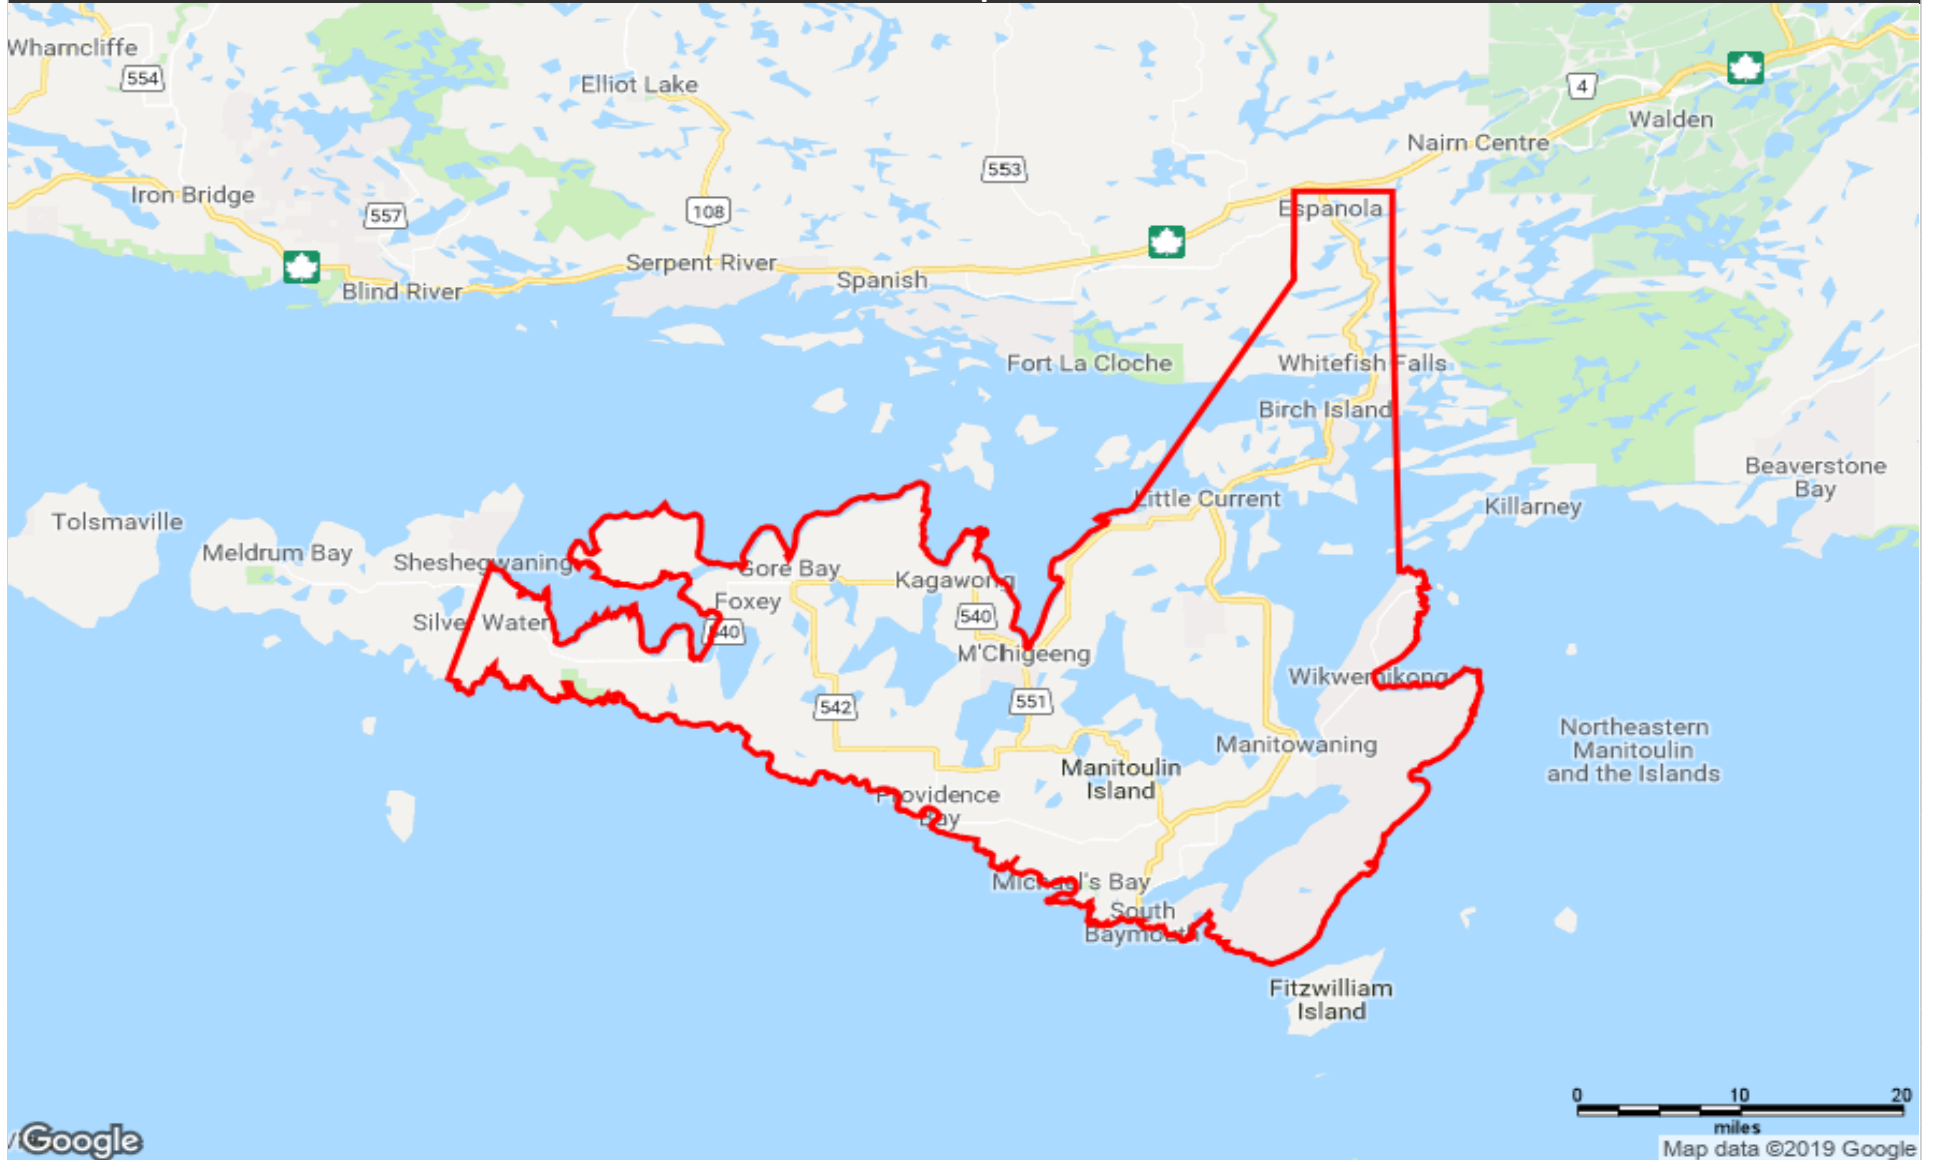 Wharncliffe
554
Elliot Lake
4
Walden
Nairn Centre
553
Iron Bridge
557
108
Espanola
Serpent River
Spanish
Blind River
Fort La Cloche
Whitefish Falls
Birch Island
Beaverstone
Bay
Little Current
Killarney
Tolsmaville
Meldrum Bay
Sheshegwaning
Gore Bay
Kagawong
Foxey
540
540
Silver Water
M'Chigeeng
Wikwemikong
551
542
Manitowaning
Northeastern
Manitoulin
and the Islands
Manitoulin
Island
Providence
Bay
Michael's Bay
South
Baymouth
Fitzwilliam
Island
0 10 20
miles
Google
Map data ©2019 Google